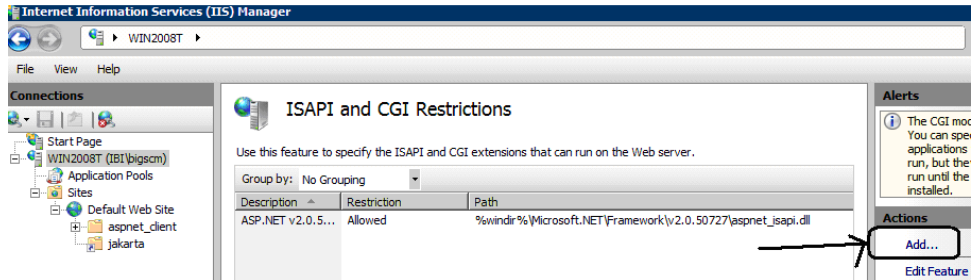 Internet Information Services (IIS) Manager
WIN2008T
File View Help
Connections
Start Page
WIN2008T (IBI\bigscm)
Application Pools
Sites
Default Web Site
aspnet_client
jakarta
ISAPI and CGI Restrictions
Use this feature to specify the ISAPI and CGI extensions that can run on the Web server.
Group by: No Grouping
Description Restriction Path
ASP.NET v2.0.5... Allowed %windir%\Microsoft.NET\Framework\v2.0.50727\aspnet_isapi.dll
Alerts
The CGI mod
You can spec
applications
run, but the
run until the
installed.
Actions
Add...
Edit Feature